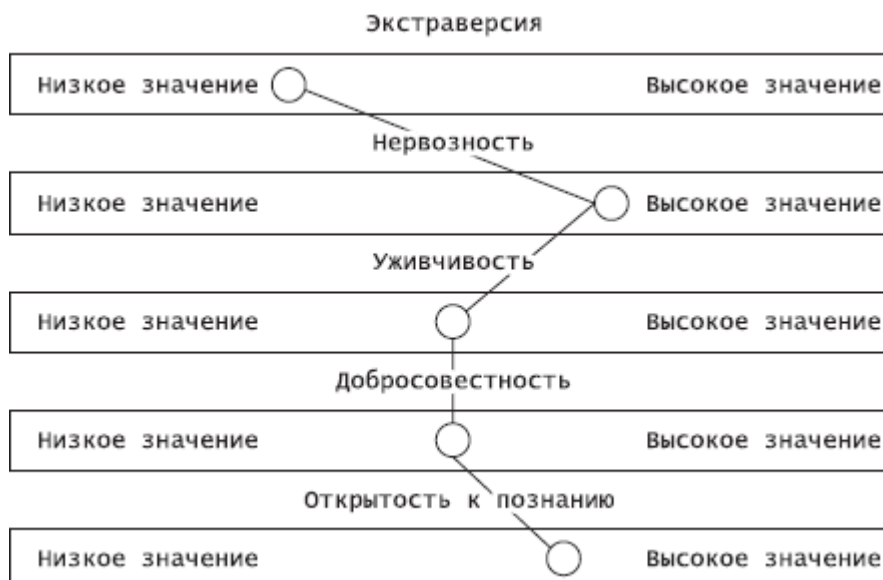 Экстраверсия
Низкое значение Высокое значение
Нервозность
Низкое значение Высокое значение
Уживчивость
Низкое значение Высокое значение
Добросовестность
Низкое значение Высокое значение
Открытость к познанию
Низкое значение Высокое значение